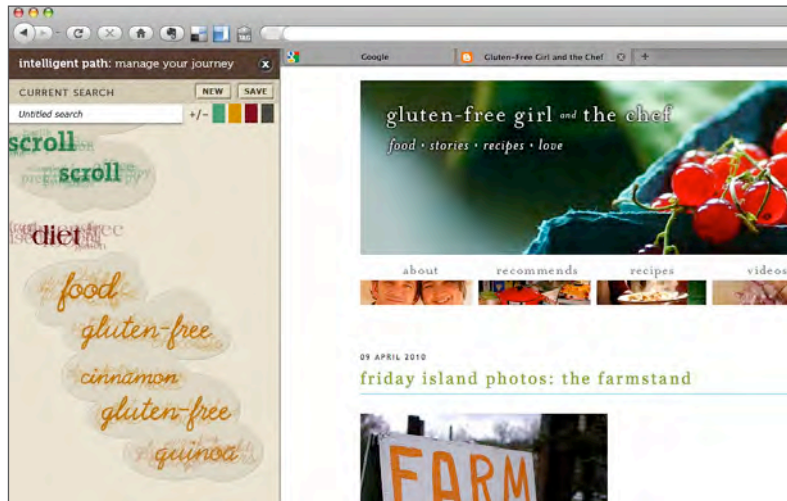 intelligent path: manage your journey
X
CURRENT SEARCH
NEW
SAVE
Untitled search
+/-
scroll
scroll
diet
food
gluten-free
cinnamon
gluten-free
quinoa
TAG
Google
Gluten-Free Girl and the Chef
+
gluten-free girl and the chef
food • stories • recipes • love
about
recommends
recipes
videos
09 APRIL 2010
friday island photos: the farmstand
FARM